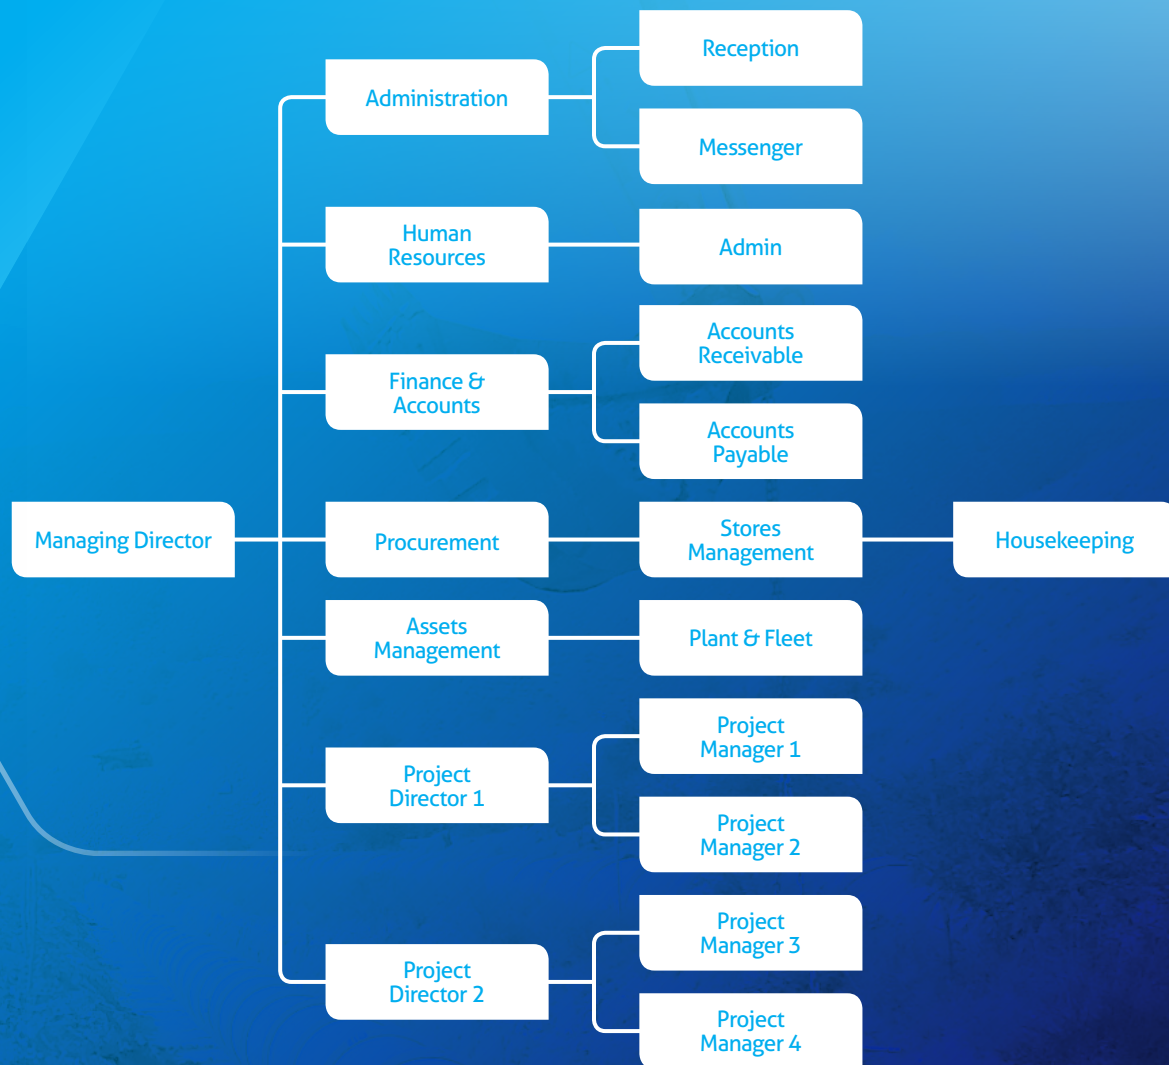 Reception
Administration
Messenger
Human
Resources
Admin
Accounts
Receivable
Finance &
Accounts
Accounts
Payable
Managing Director
Procurement
Stores
Management
Housekeeping
Assets
Management
Plant & Fleet
Project
Manager 1
Project
Director 1
Project
Manager 2
Project
Manager 3
Project
Director 2
Project
Manager 4